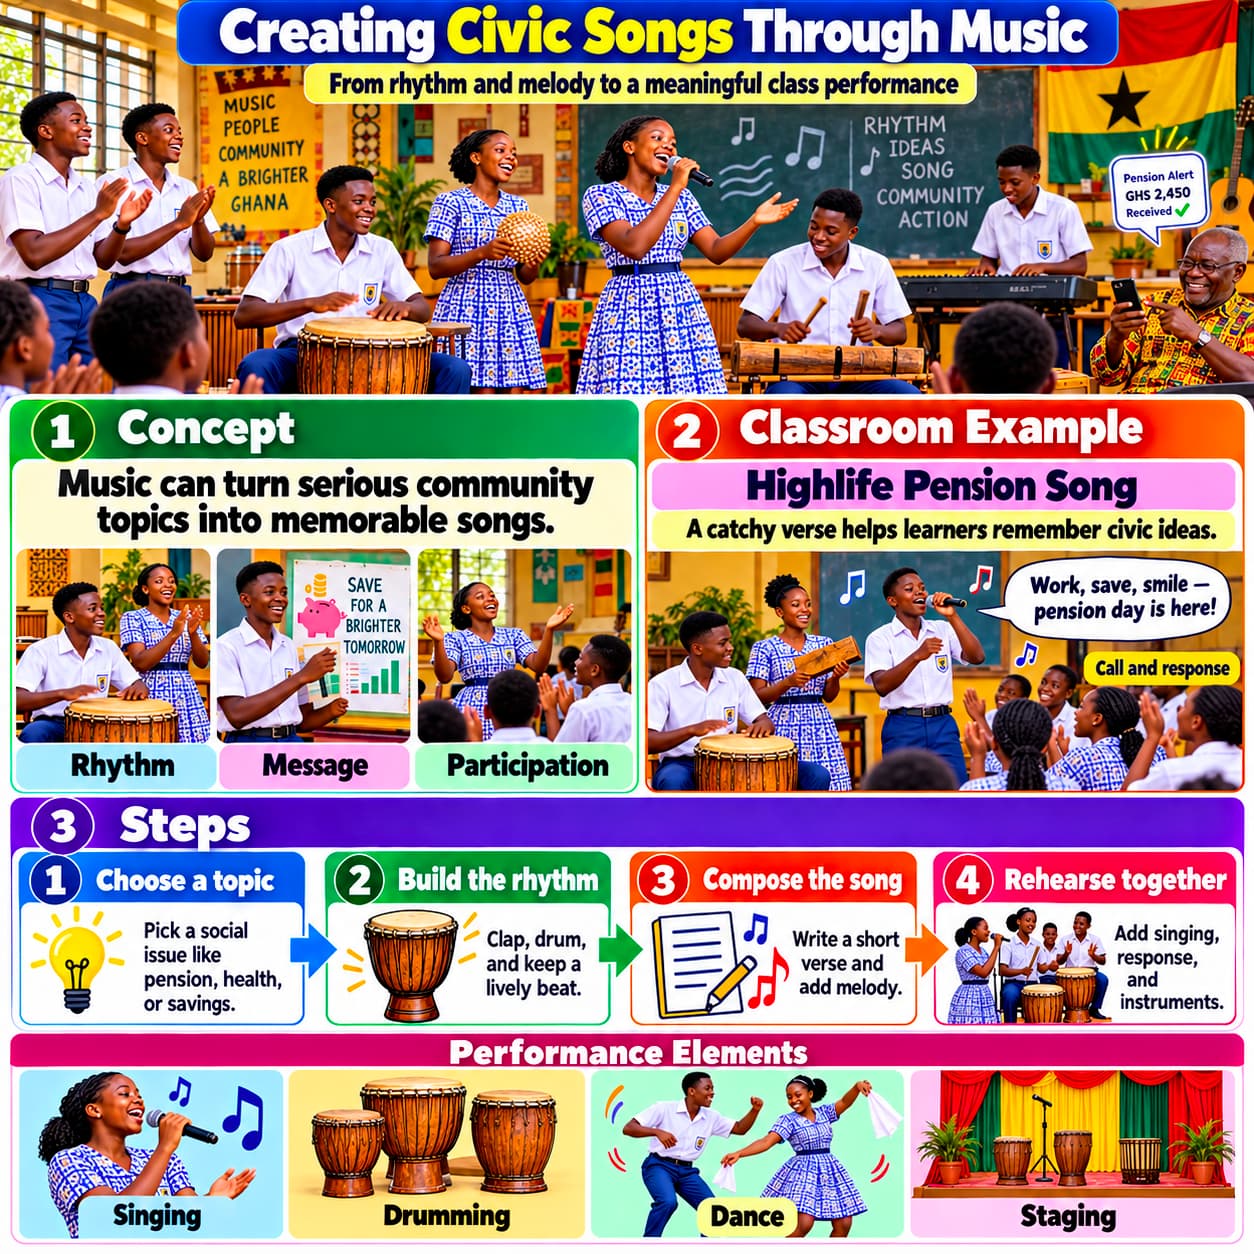 Creating Civic Songs Through Music
From rhythm and melody to a meaningful class performance
MUSIC
PEOPLE
COMMUNITY
A BRIGHTER
GHANA
RHYTHM
IDEAS
SONG
COMMUNITY
ACTION
Pension Alert
GHS 2,450
Received ✓
1 Concept
Music can turn serious community
topics into memorable songs.
SAVE
FOR A
BRIGHTER
TOMORROW
Rhythm
Message
Participation
2 Classroom Example
Highlife Pension Song
A catchy verse helps learners remember civic ideas.
Work, save, smile —
pension day is here!
Call and response
3 Steps
1 Choose a topic
Pick a social
issue like
pension, health,
or savings.
2 Build the rhythm
Clap, drum,
and keep a
lively beat.
3 Compose the song
Write a short
verse and
add melody.
4 Rehearse together
Add singing,
response,
and
instruments.
Performance Elements
Singing
Drumming
Dance
Staging